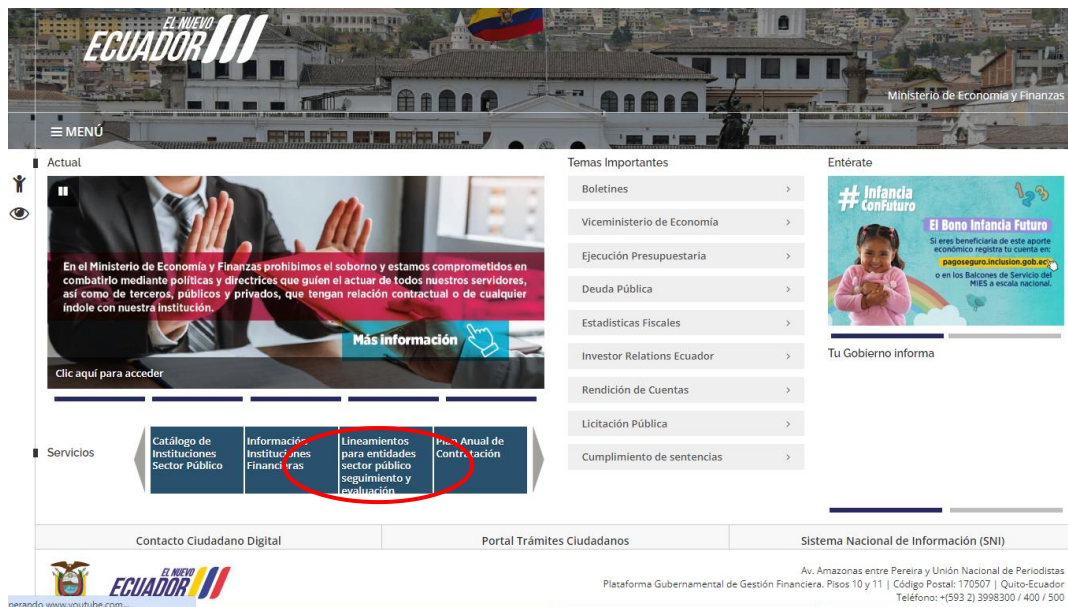 EL NUEVO
ECUADOR
Ministerio de Economía y Finanzas
≡ MENÚ
Actual
En el Ministerio de Economía y Finanzas prohibimos el soborno y estamos comprometidos en
combatirlo mediante políticas y directrices que guíen el actuar de todos nuestros servidores,
así como de terceros, públicos y privados, que tengan relación contractual o de cualquier
índole con nuestra institución.
Más información
Clic aquí para acceder
Temas Importantes
Boletines
Viceministerio de Economía
Ejecución Presupuestaria
Deuda Pública
Estadisticas Fiscales
Investor Relations Ecuador
Rendición de Cuentas
Licitación Pública
Cumplimiento de sentencias
Entérate
# Infancia
ConFuturo
1 2 3
El Bono Infancia Futuro
Si eres beneficiaria de este aporte
económico registra tu cuenta en:
pagoseguro.inclusion.gob.ec
o en los Balcones de Servicio del
MIES a escala nacional.
Tu Gobierno informa
Servicios
Catálogo de
Instituciones
Sector Público
Información
Instituciones
Financieras
Lineamientos
para entidades
sector público
seguimiento y
evaluación
Plan Anual de
Contratación
Contacto Ciudadano Digital
Portal Trámites Ciudadanos
Sistema Nacional de Información (SNI)
EL NUEVO
ECUADOR
Av. Amazonas entre Pereira y Unión Nacional de Periodistas
Plataforma Gubernamental de Gestión Financiera. Pisos 10 y 11 | Código Postal: 170507 | Quito-Ecuador
Teléfono: +(593 2) 3998300 / 400 / 500
perando www.youtube.com...